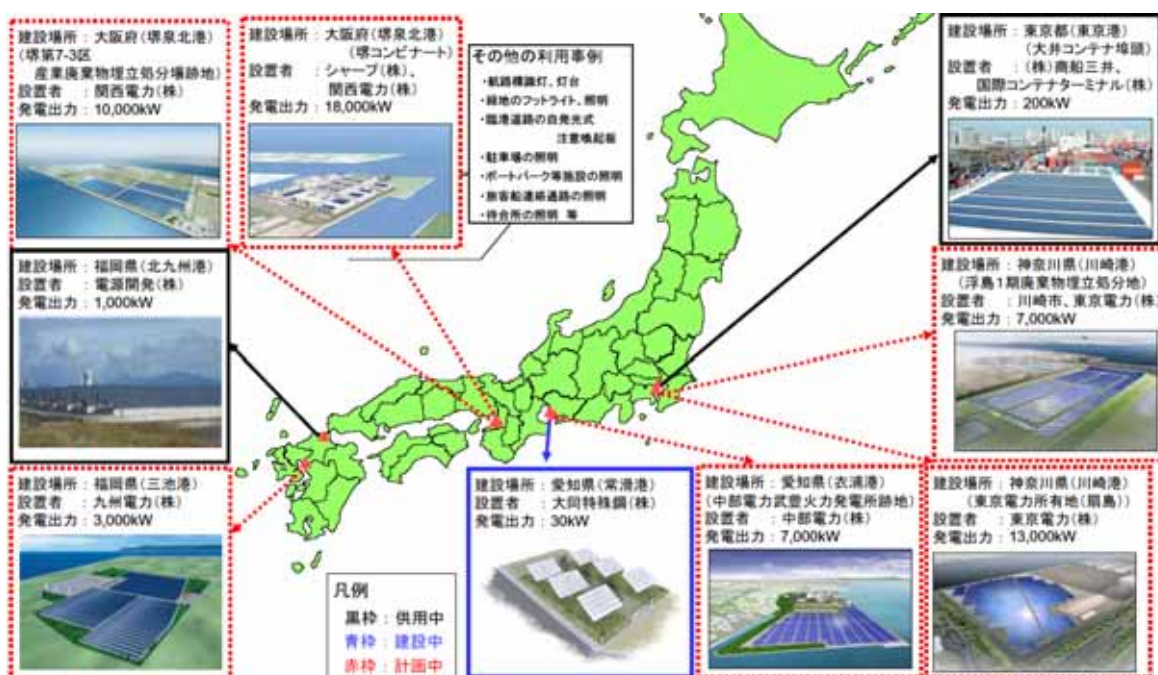 建設場所：大阪府（堺泉北港）
（堺第7-3区
産業廃棄物埋立処分場跡地）
設置者　：関西電力（株）
発電出力：10,000kW
建設場所：大阪府（堺泉北港）
（堺コンビナート）
設置者　：シャープ（株）、
関西電力（株）
発電出力：18,000kW
その他の利用事例
・航路標識灯、灯台
・緑地のフットライト、照明
・臨港道路の自発光式
注意喚起板
・駐車場の照明
・ボートパーク等施設の照明
・旅客船連絡通路の照明
・待合所の照明 等
建設場所：東京都（東京港）
（大井コンテナ埠頭）
設置者　：（株）商船三井、
国際コンテナターミナル（株）
発電出力：200kW
建設場所：福岡県（北九州港）
設置者　：電源開発（株）
発電出力：1,000kW
建設場所：神奈川県（川崎港）
（浮島1期廃棄物埋立処分地）
設置者　：川崎市、東京電力（株）
発電出力：7,000kW
建設場所：福岡県（三池港）
設置者　：九州電力（株）
発電出力：3,000kW
建設場所：愛知県（常滑港）
設置者　：大同特殊鋼（株）
発電出力：30kW
建設場所：愛知県（衣浦港）
（中部電力武豊火力発電所跡地）
設置者　：中部電力（株）
発電出力：7,000kW
建設場所：神奈川県（川崎港）
（東京電力所有地（扇島））
設置者　：東京電力（株）
発電出力：13,000kW
凡例
黒枠：供用中
青枠：建設中
赤枠：計画中